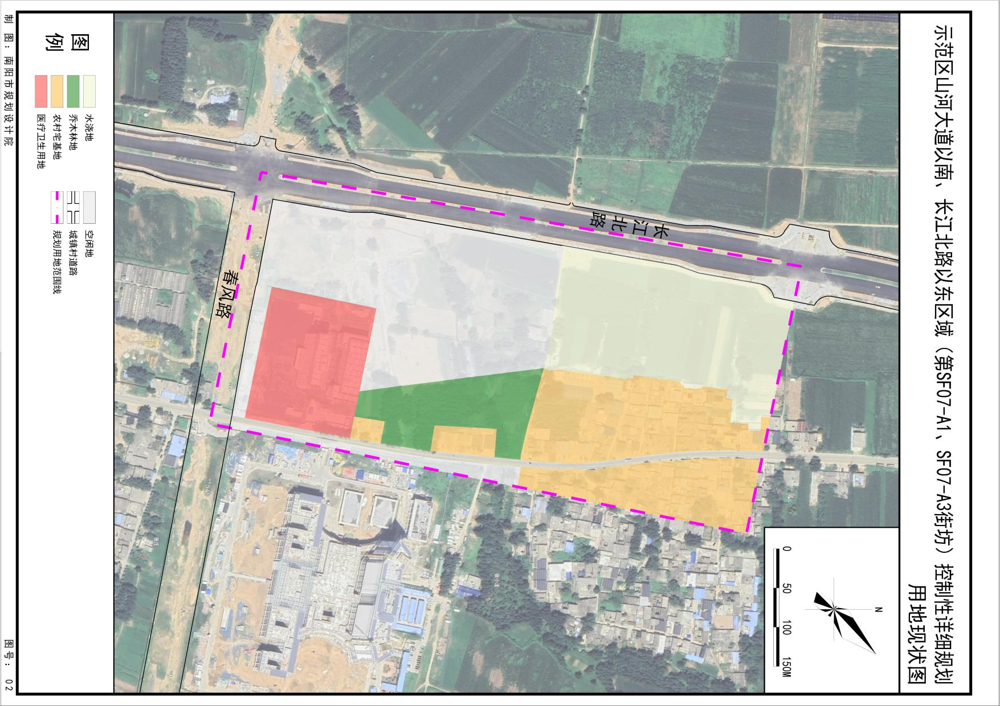 示范区山河大道以南、长江北路以东区域（第SF07-A1、SF07-A3街坊）控制性详细规划
用地现状图
N
0 50 100 150M
长江北路
春风路
张小洼
张庄
图例
水浇地
乔木林地
农村宅基地
医疗卫生用地
空闲地
城镇村道路
规划用地范围线
制 图：南阳市规划设计院
图号：02